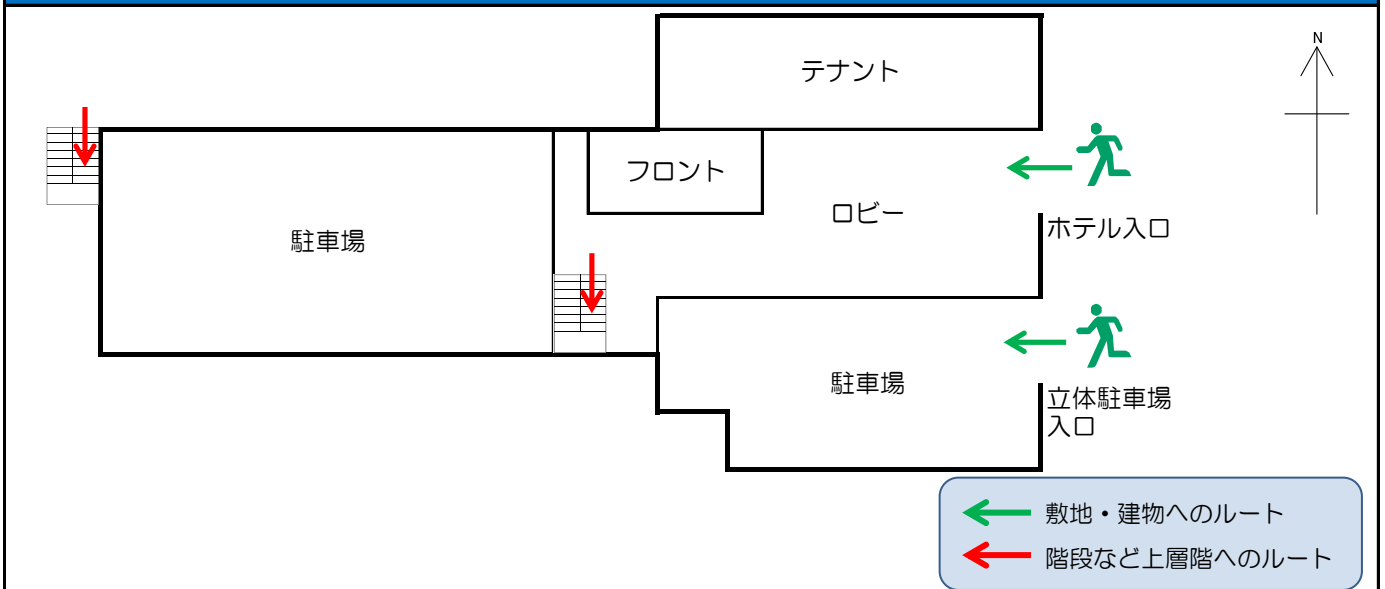 N
テナント
フロント
ロビー
ホテル入口
駐車場
駐車場
立体駐車場
入口
敷地・建物へのルート
階段など上層階へのルート